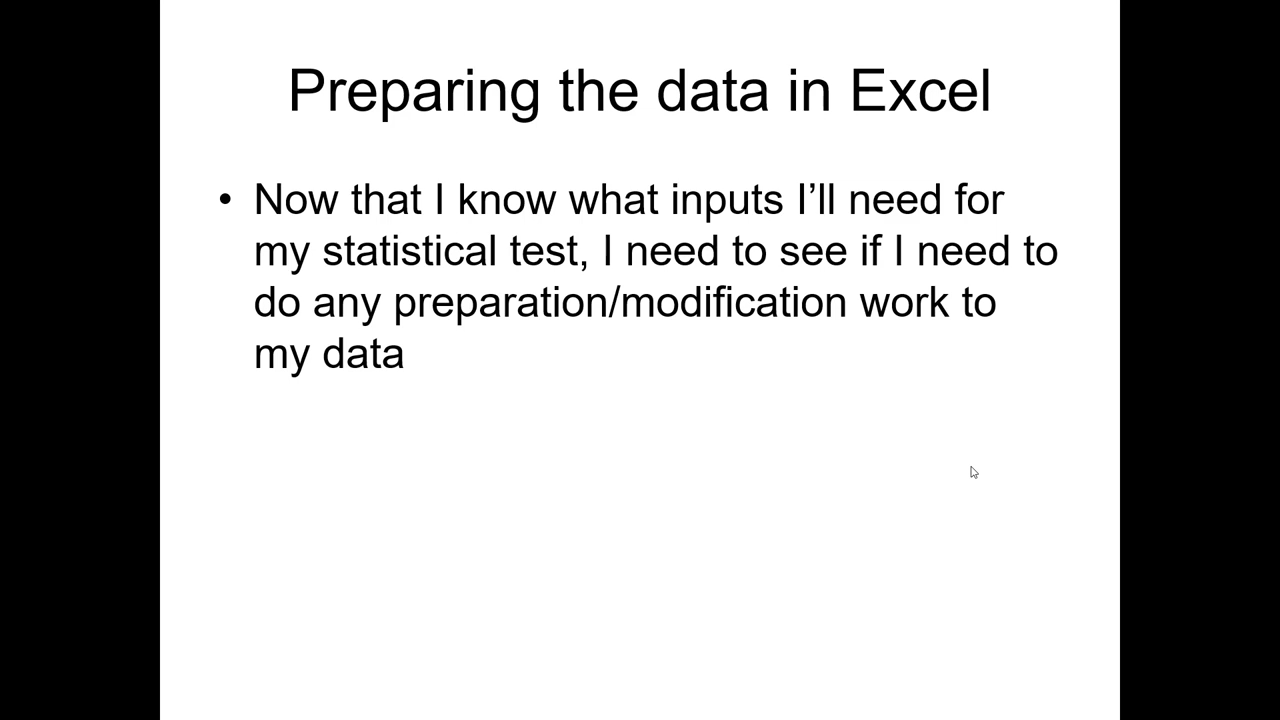 Preparing the data in Excel
• Now that I know what inputs I’ll need for
my statistical test, I need to see if I need to
do any preparation/modification work to
my data